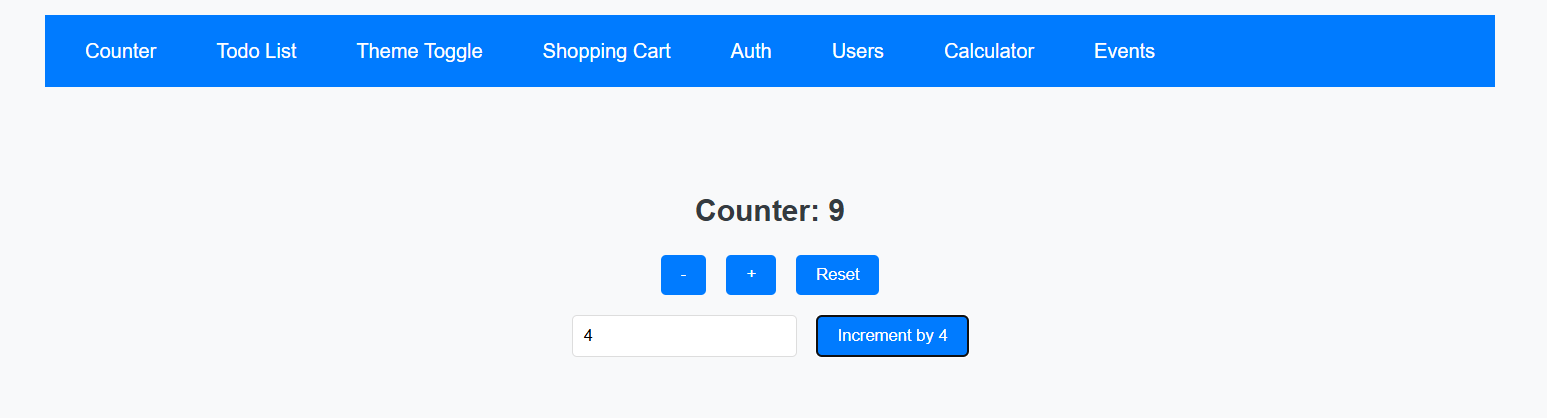 Counter Todo List Theme Toggle Shopping Cart Auth Users Calculator Events
Counter: 9
- + Reset
4 Increment by 4